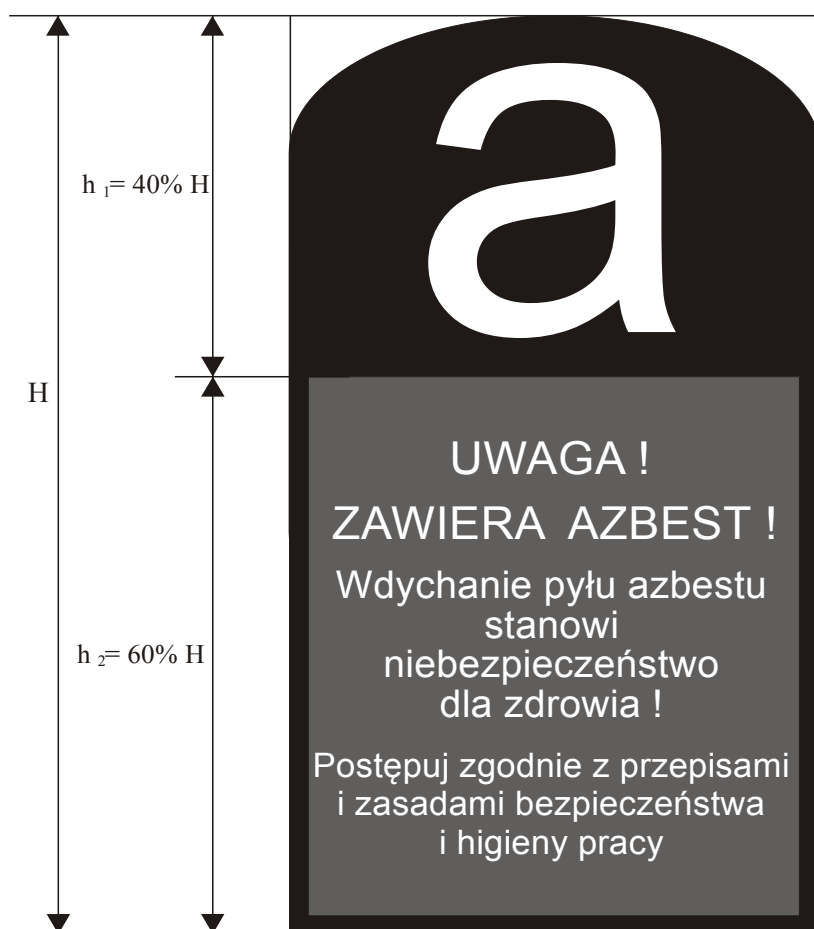 a
h 1= 40% H
H
UWAGA !
ZAWIERA AZBEST !
Wdychanie pyłu azbestu
stanowi
niebezpieczeństwo
dla zdrowia !
h 2= 60% H
Postępuj zgodnie z przepisami
i zasadami bezpieczeństwa
i higieny pracy